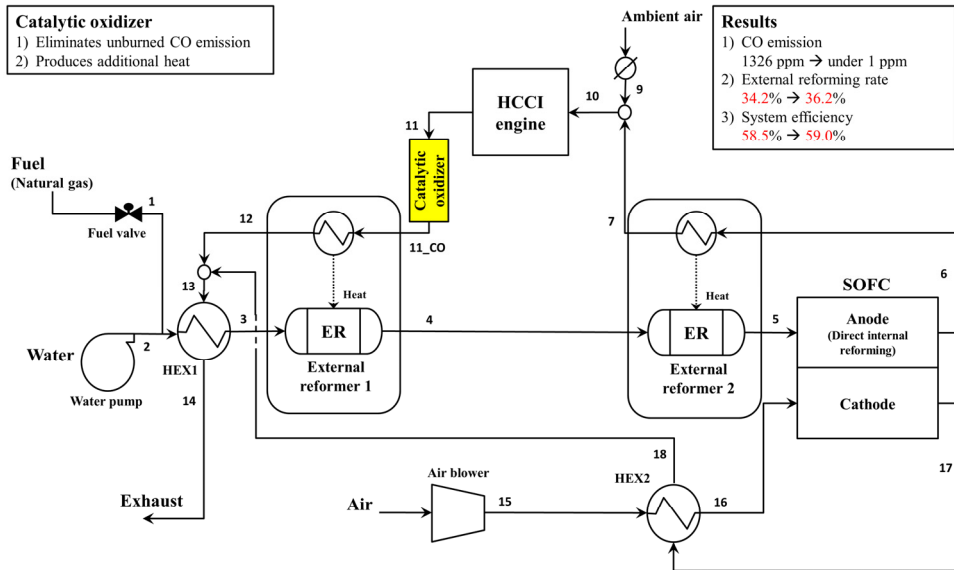 Catalytic oxidizer
1) Eliminates unburned CO emission
2) Produces additional heat
Ambient air
Results
1) CO emission
1326 ppm → under 1 ppm
2) External reforming rate
34.2% → 36.2%
3) System efficiency
58.5% → 59.0%
9
10
HCCI
engine
11
Catalytic
oxidizer
Fuel
(Natural gas)
1
Fuel valve
12
11_CO
7
6
13
Heat
Heat
SOFC
3
ER
4
ER
5
Anode
(Direct internal
reforming)
Water
2
HEX1
External
reformer 1
External
reformer 2
Water pump
14
Cathode
18
17
Air blower
HEX2
Exhaust
Air
15
16